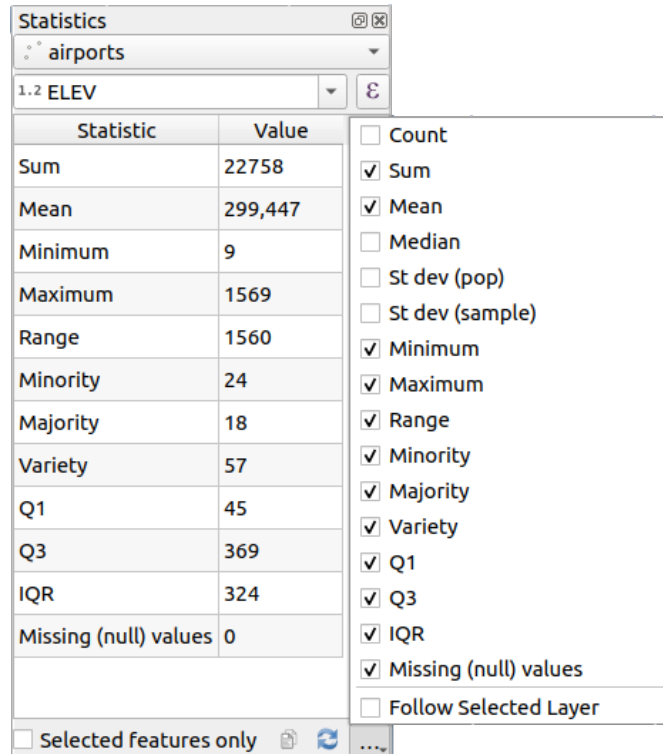 Statistics
airports
1.2 ELEV
ε
Statistic Value
Sum 22758
Mean 299,447
Minimum 9
Maximum 1569
Range 1560
Minority 24
Majority 18
Variety 57
Q1 45
Q3 369
IQR 324
Missing (null) values 0
Selected features only
...
Count
Sum
Mean
Median
St dev (pop)
St dev (sample)
Minimum
Maximum
Range
Minority
Majority
Variety
Q1
Q3
IQR
Missing (null) values
Follow Selected Layer